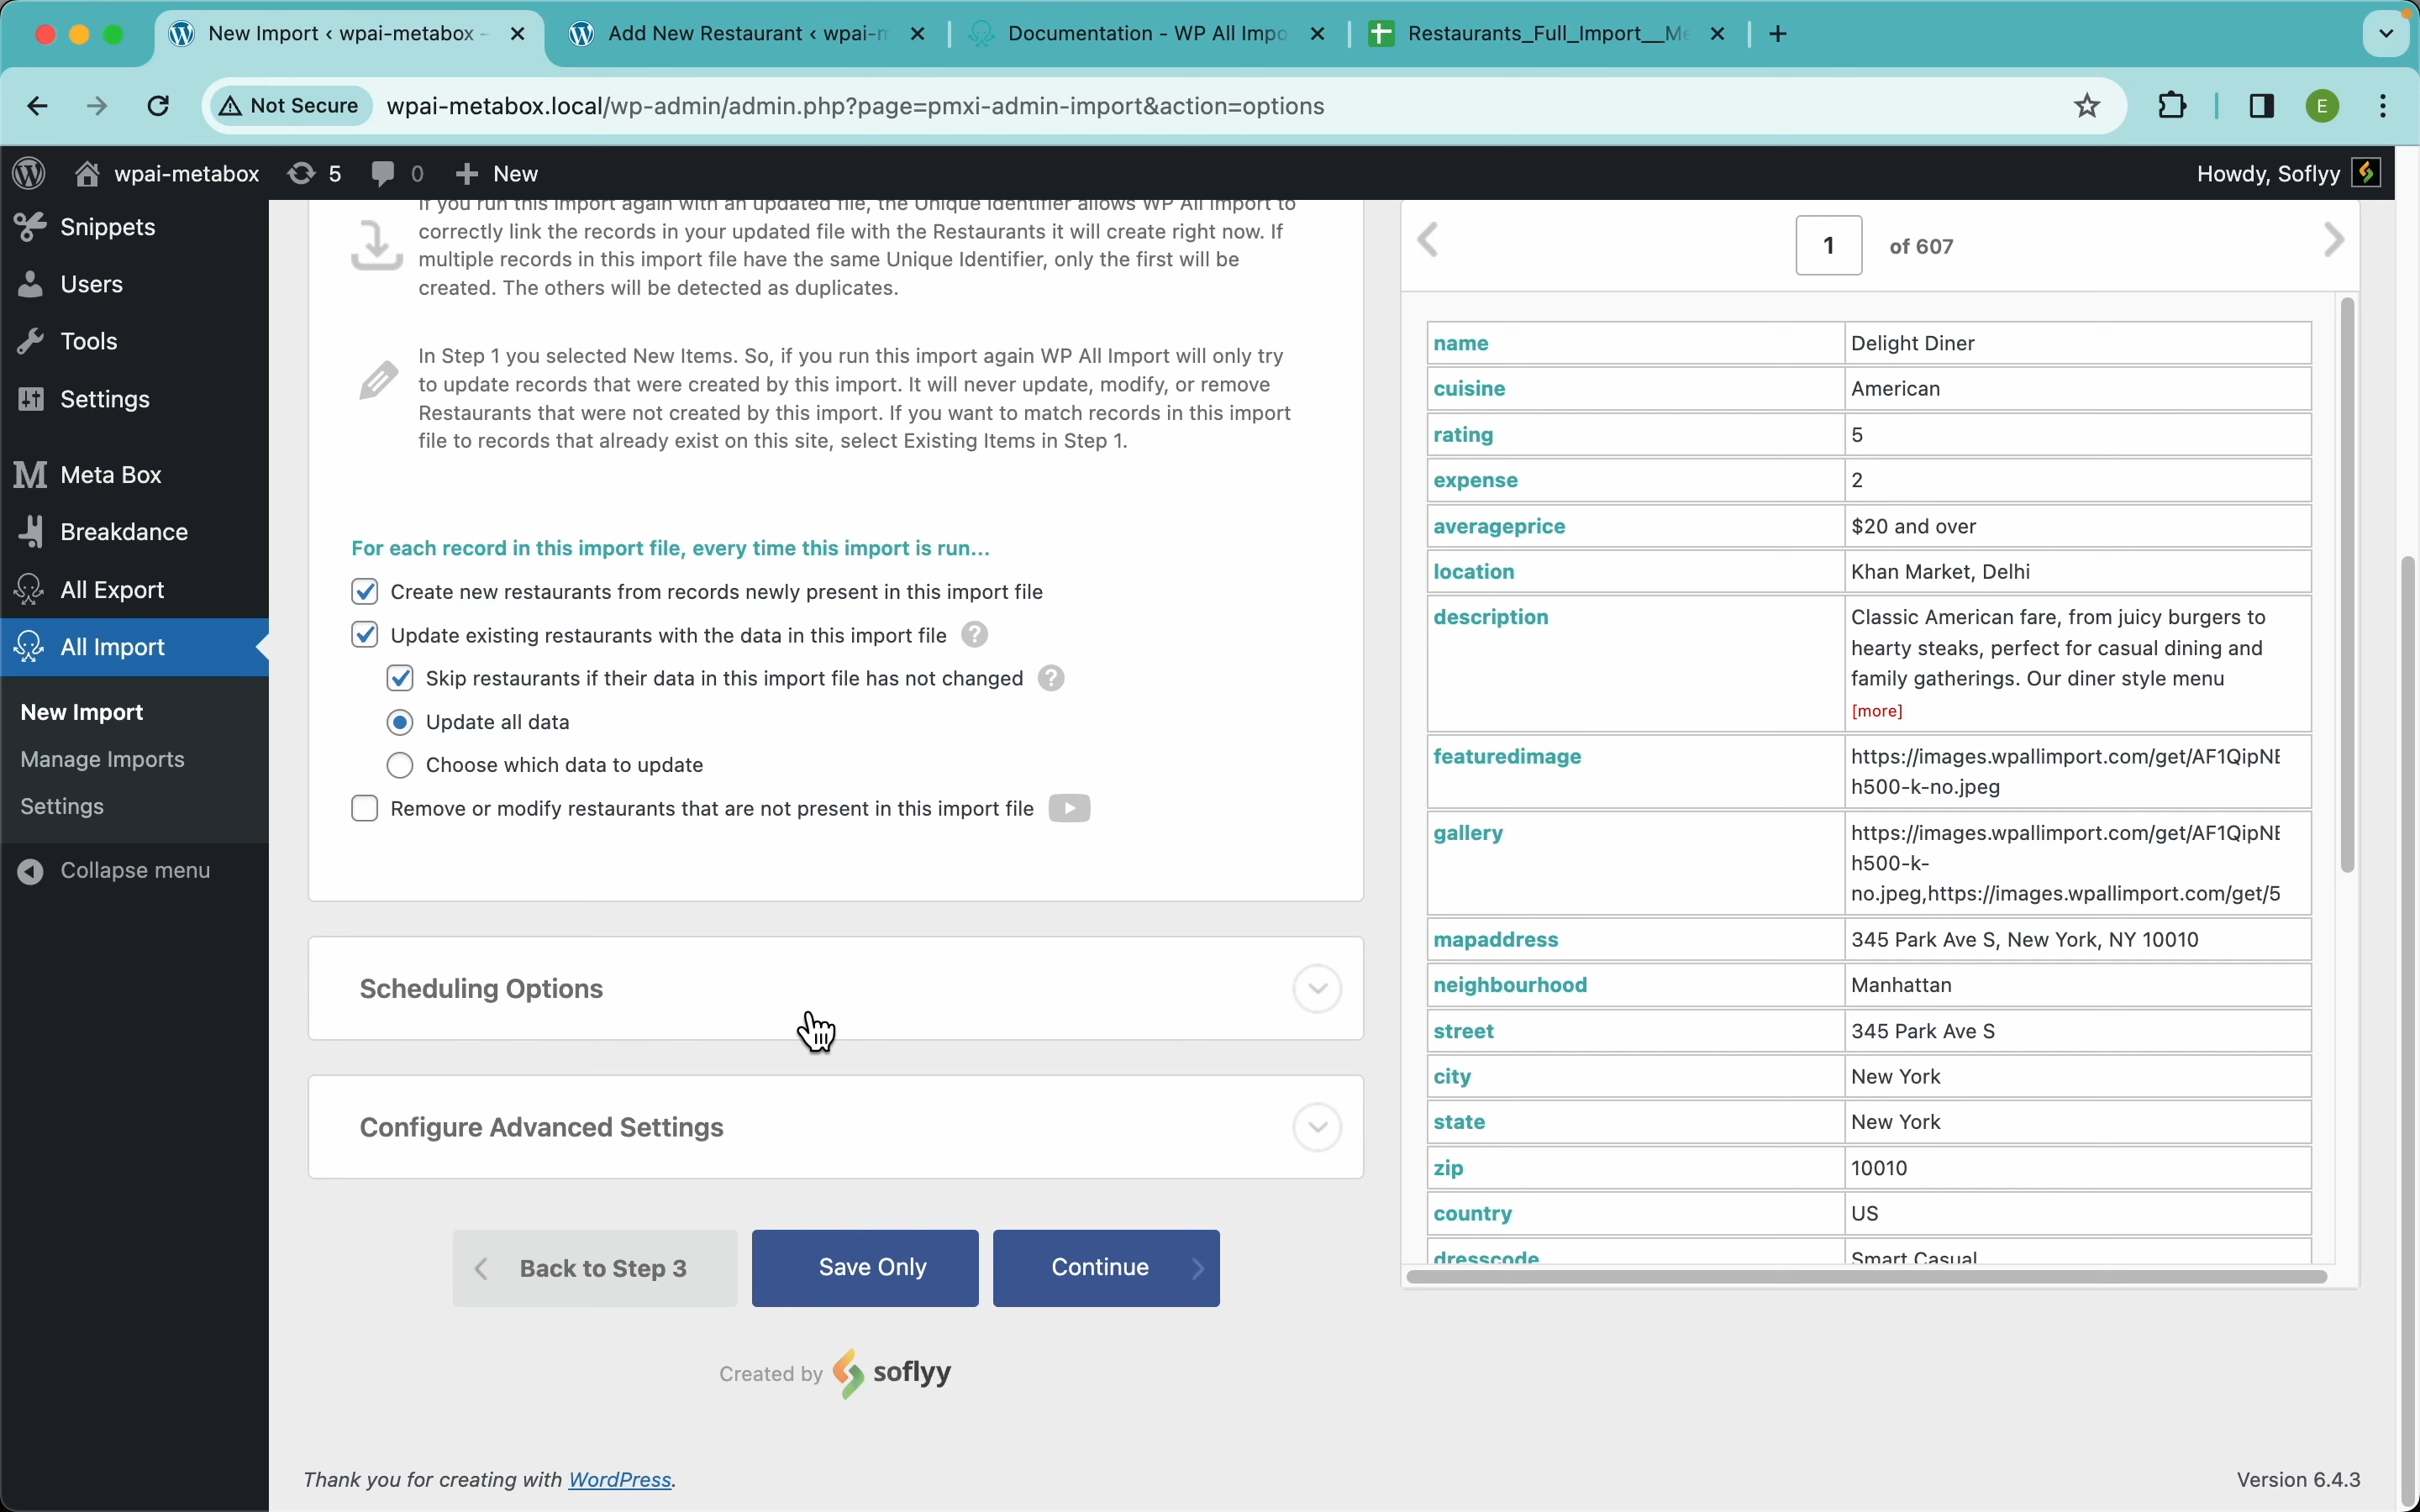 New Import ‹ wpai-metabox –
Add New Restaurant ‹ wpai-m
Documentation - WP All Impo
Restaurants_Full_Import__Me
Not Secure
wpai-metabox.local/wp-admin/admin.php?page=pmxi-admin-import&action=options
E
wpai-metabox
5
0
New
Howdy, Soflyy
Snippets
Users
Tools
Settings
Meta Box
Breakdance
All Export
All Import
New Import
Manage Imports
Settings
Collapse menu
If you run this import again with an updated file, the Unique Identifier allows WP All Import to
correctly link the records in your updated file with the Restaurants it will create right now. If
multiple records in this import file have the same Unique Identifier, only the first will be
created. The others will be detected as duplicates.
In Step 1 you selected New Items. So, if you run this import again WP All Import will only try
to update records that were created by this import. It will never update, modify, or remove
Restaurants that were not created by this import. If you want to match records in this import
file to records that already exist on this site, select Existing Items in Step 1.
For each record in this import file, every time this import is run...
Create new restaurants from records newly present in this import file
Update existing restaurants with the data in this import file ?
Skip restaurants if their data in this import file has not changed ?
Update all data
Choose which data to update
Remove or modify restaurants that are not present in this import file
Scheduling Options
Configure Advanced Settings
Back to Step 3
Save Only
Continue
Created by soflyy
Thank you for creating with WordPress.
Version 6.4.3
1 of 607
name Delight Diner
cuisine American
rating 5
expense 2
averageprice $20 and over
location Khan Market, Delhi
description Classic American fare, from juicy burgers to
hearty steaks, perfect for casual dining and
family gatherings. Our diner style menu
[more]
featuredimage https://images.wpallimport.com/get/AF1QipNE
h500-k-no.jpeg
gallery https://images.wpallimport.com/get/AF1QipNE
h500-k-
no.jpeg,https://images.wpallimport.com/get/5
mapaddress 345 Park Ave S, New York, NY 10010
neighbourhood Manhattan
street 345 Park Ave S
city New York
state New York
zip 10010
country US
dresscode Smart Casual